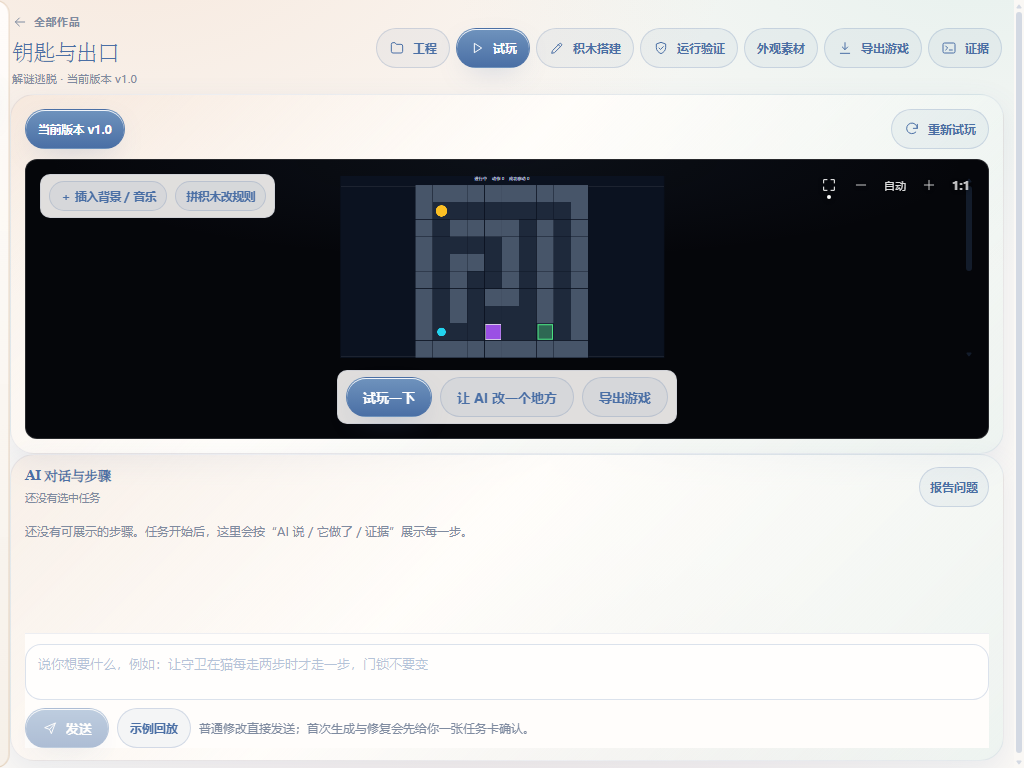 全部作品
钥匙与出口
解谜逃脱 · 当前版本 v1.0
工程
试玩
积木搭建
运行验证
外观素材
导出游戏
证据
当前版本 v1.0
重新试玩
+ 插入背景 / 音乐
拼积木改规则
自动
1:1
试玩一下
让 AI 改一个地方
导出游戏
AI 对话与步骤
还没有选中任务
报告问题
还没有可展示的步骤。任务开始后，这里会按“AI 说 / 它做了 / 证据”展示每一步。
说你想要什么，例如：让守卫在猫每走两步时才走一步，门锁不要变
发送
示例回放
普通修改直接发送；首次生成与修复会先给你一张任务卡确认。